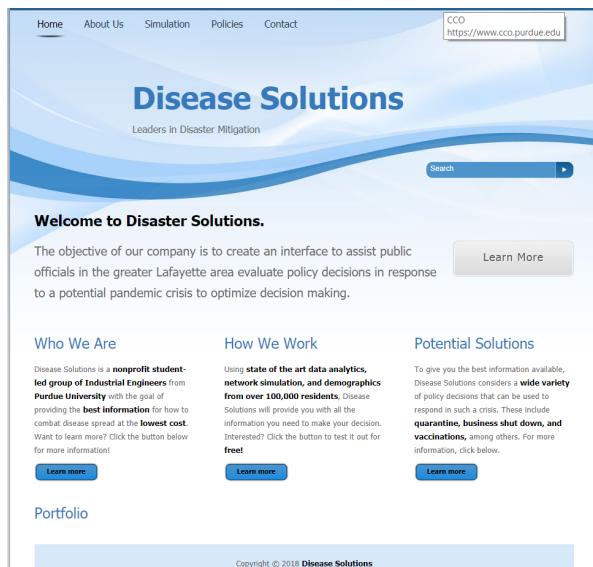 Home About Us Simulation Policies Contact
CCO
https://www.cco.purdue.edu
Disease Solutions
Leaders in Disaster Mitigation
Search
Welcome to Disaster Solutions.
The objective of our company is to create an interface to assist public
officials in the greater Lafayette area evaluate policy decisions in response
to a potential pandemic crisis to optimize decision making.
Learn More
Who We Are
Disease Solutions is a nonprofit student-
led group of Industrial Engineers from
Purdue University with the goal of
providing the best information for how to
combat disease spread at the lowest cost.
Want to learn more? Click the button below
for more information!
Learn more
How We Work
Using state of the art data analytics,
network simulation, and demographics
from over 100,000 residents, Disease
Solutions will provide you with all the
information you need to make your decision.
Interested? Click the button to test it out for
free!
Learn more
Potential Solutions
To give you the best information available,
Disease Solutions considers a wide variety
of policy decisions that can be used to
respond in such a crisis. These include
quarantine, business shut down, and
vaccinations, among others. For more
information, click below.
Learn more
Portfolio
Copyright © 2018 Disease Solutions